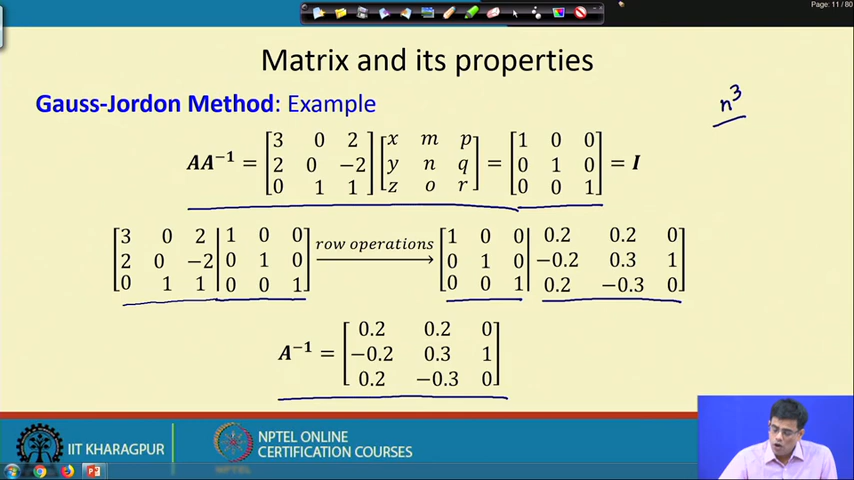 Page: 11 / 80
Matrix and its properties
Gauss-Jordon Method: Example
n³
AA⁻¹ = [3 0 2; 2 0 −2; 0 1 1] [x m p; y n q; z o r] = [1 0 0; 0 1 0; 0 0 1] = I
[3 0 2 | 1 0 0; 2 0 −2 | 0 1 0; 0 1 1 | 0 0 1] row operations → [1 0 0 | 0.2 0.2 0; 0 1 0 | −0.2 0.3 1; 0 0 1 | 0.2 −0.3 0]
A⁻¹ = [0.2 0.2 0; −0.2 0.3 1; 0.2 −0.3 0]
IIT KHARAGPUR
NPTEL
NPTEL ONLINE
CERTIFICATION COURSES